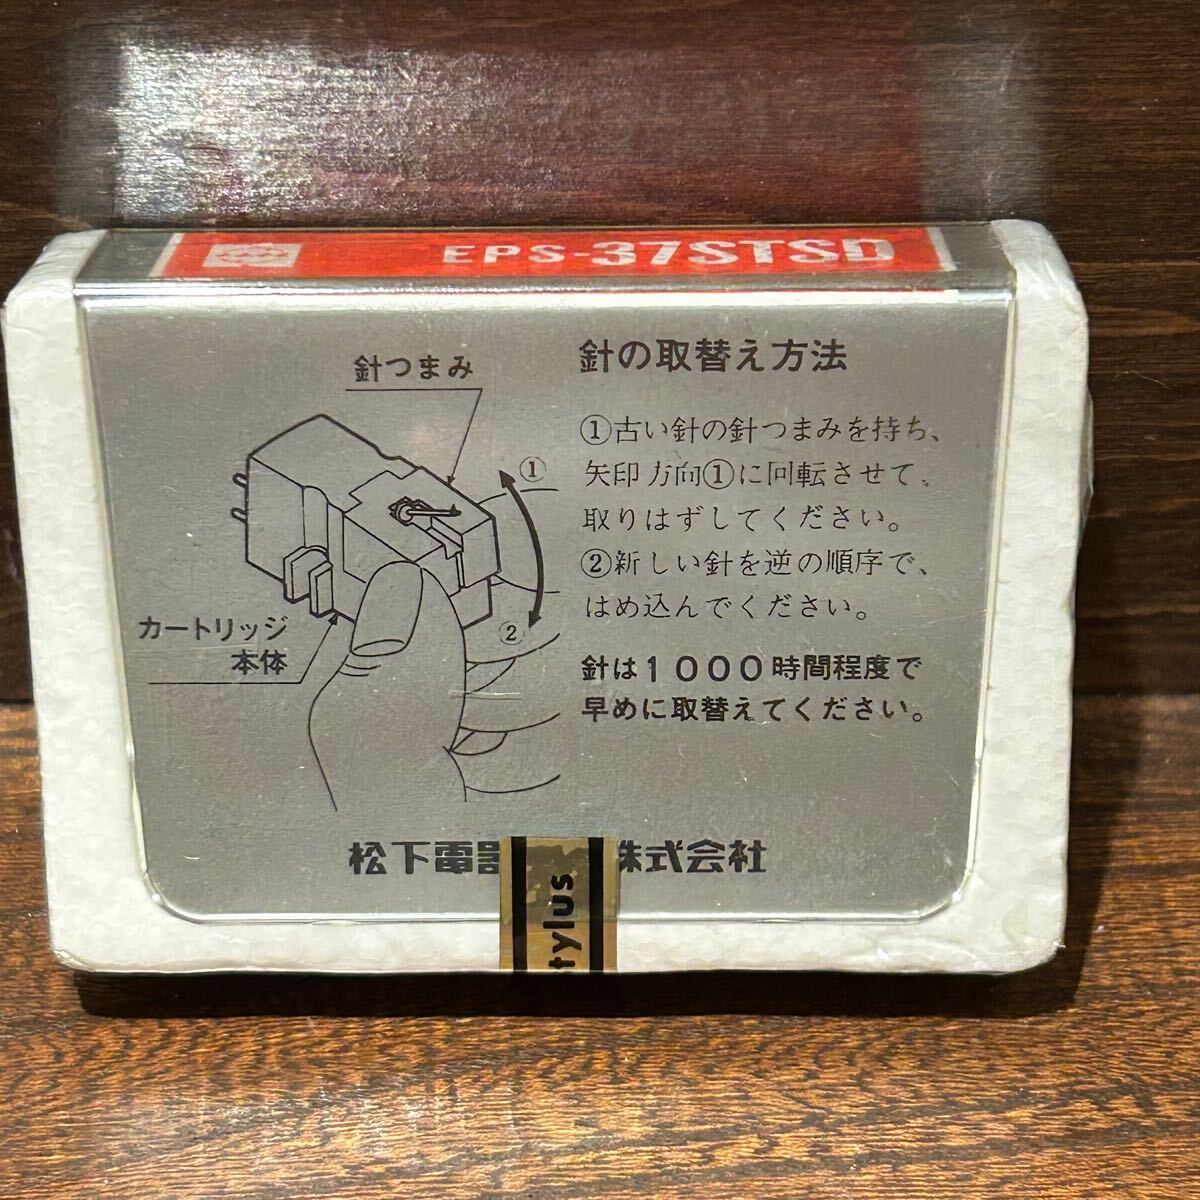 EPS-37STSD
針の取替え方法
針つまみ
①古い針の針つまみを持ち、
矢印方向①に回転させて、
取りはずしてください。
②新しい針を逆の順序で、
はめ込んでください。
針は1000時間程度で
早めに取替えてください。
①
②
カートリッジ
本体
松下電器 株式会社
tylus